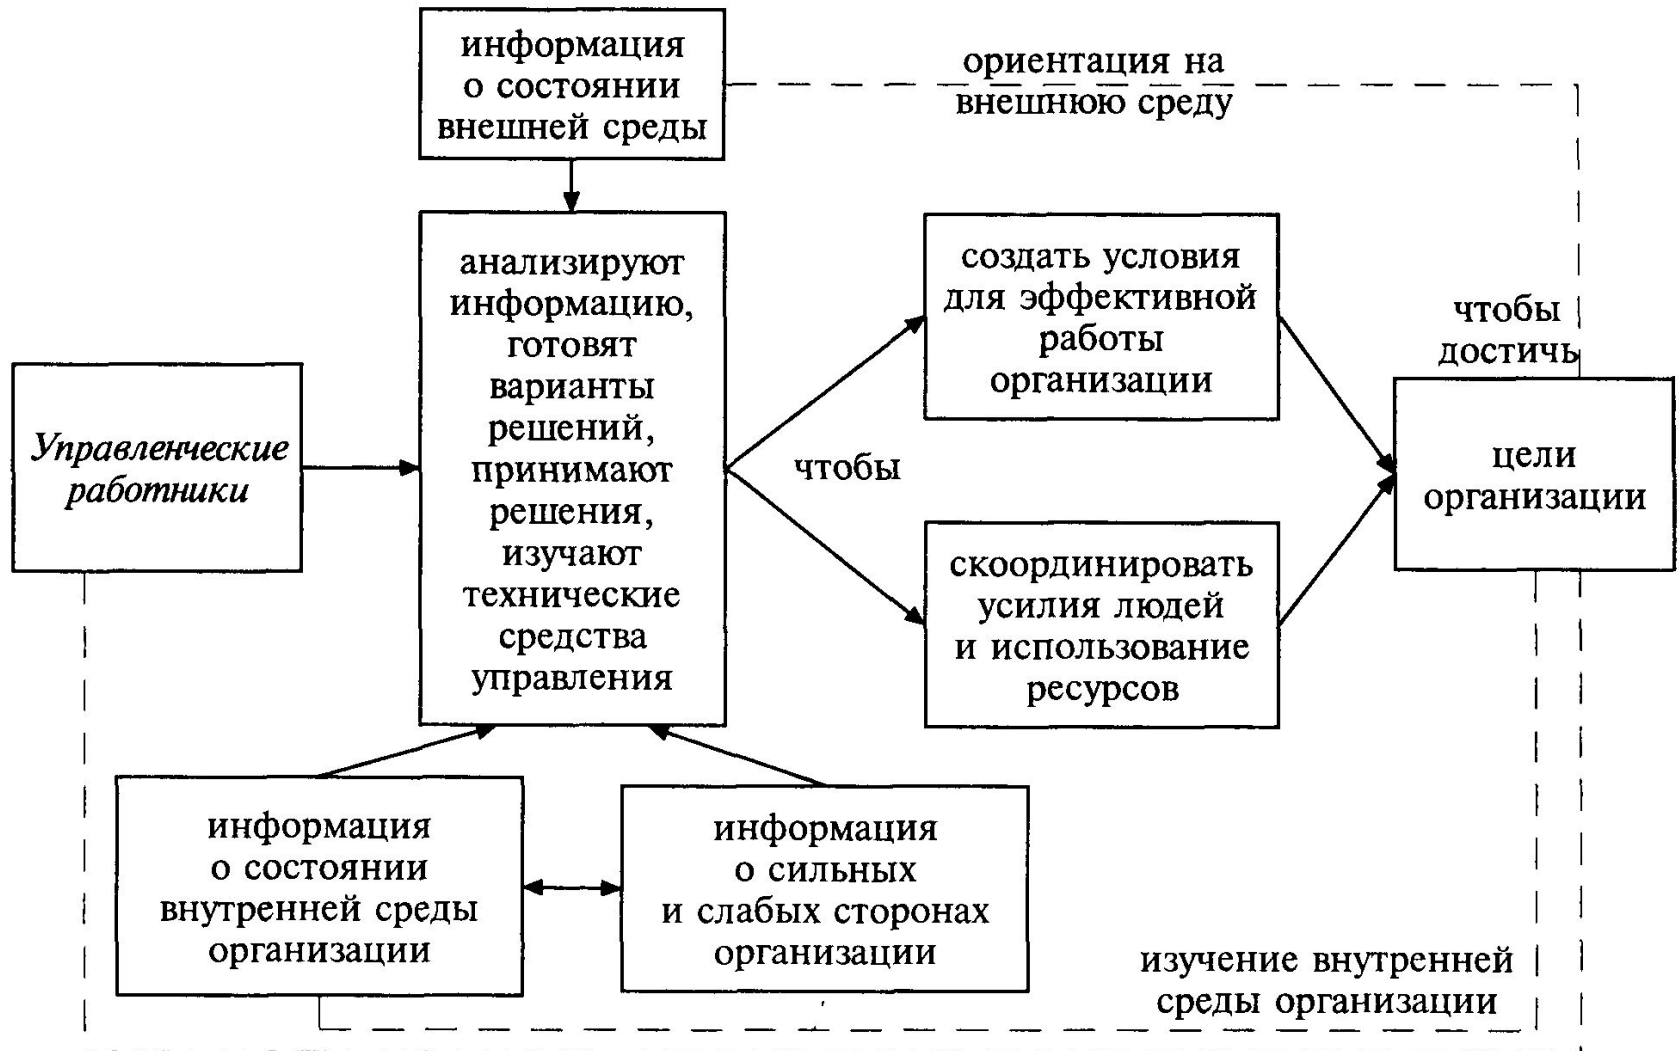 информация
о состоянии
внешней среды
ориентация на
внешнюю среду
анализируют
информацию,
готовят
варианты
решений,
принимают
решения,
изучают
технические
средства
управления
Управленческие
работники
чтобы
создать условия
для эффективной
работы
организации
скоординировать
усилия людей
и использование
ресурсов
чтобы
достичь
цели
организации
информация
о состоянии
внутренней среды
организации
информация
о сильных
и слабых сторонах
организации
изучение внутренней
среды организации